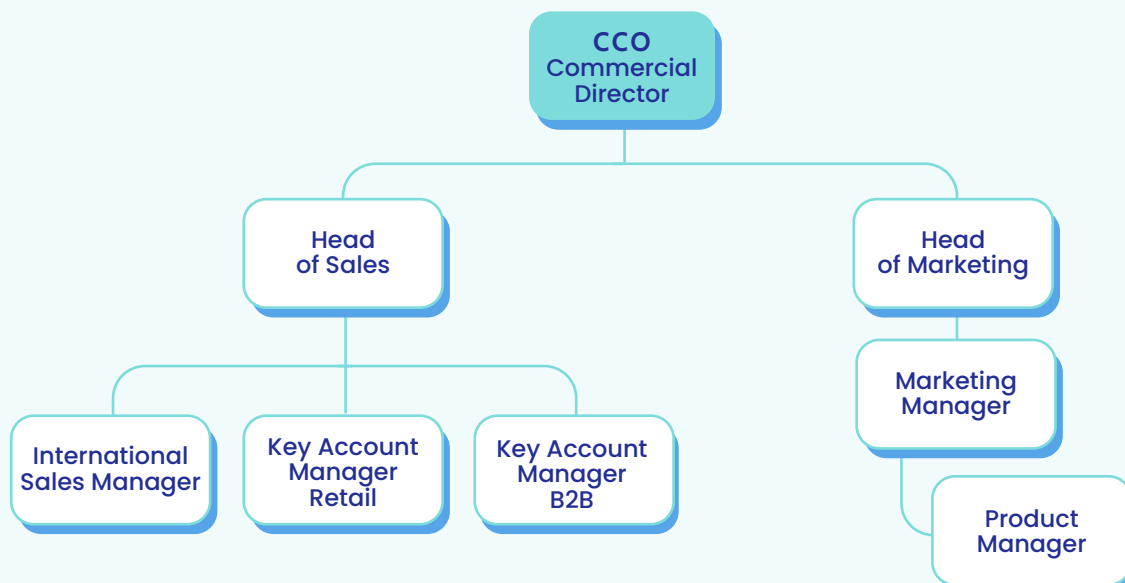 CCO
Commercial
Director
Head
of Sales
Head
of Marketing
Marketing
Manager
International
Sales Manager
Key Account
Manager
Retail
Key Account
Manager
B2B
Product
Manager